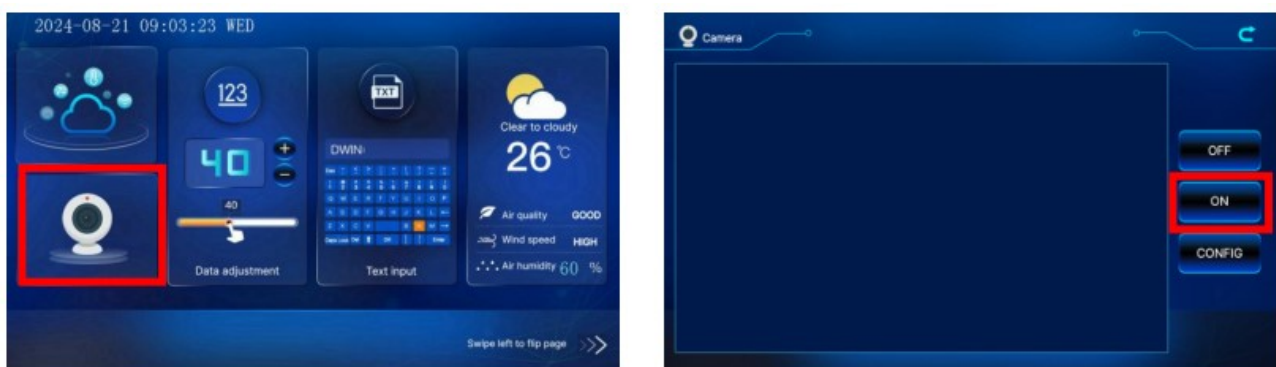 2024-08-21 09:03:23 WED
123
40
+
−
40
Data adjustment
TXT
DWIN
Text input
Clear to cloudy
26 °C
Air quality GOOD
Wind speed HIGH
Air humidity 60 %
Swipe left to flip page
Camera
OFF
ON
CONFIG